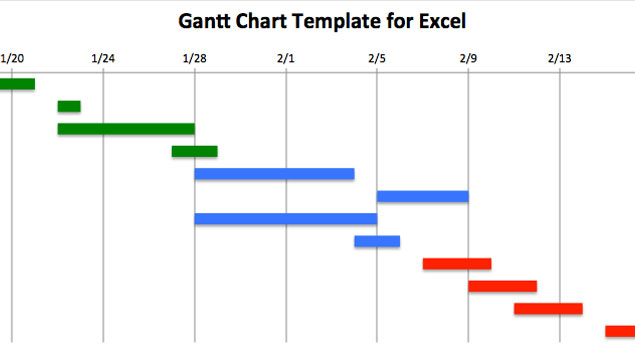 Gantt Chart Template for Excel
1/20 1/24 1/28 2/1 2/5 2/9 2/13